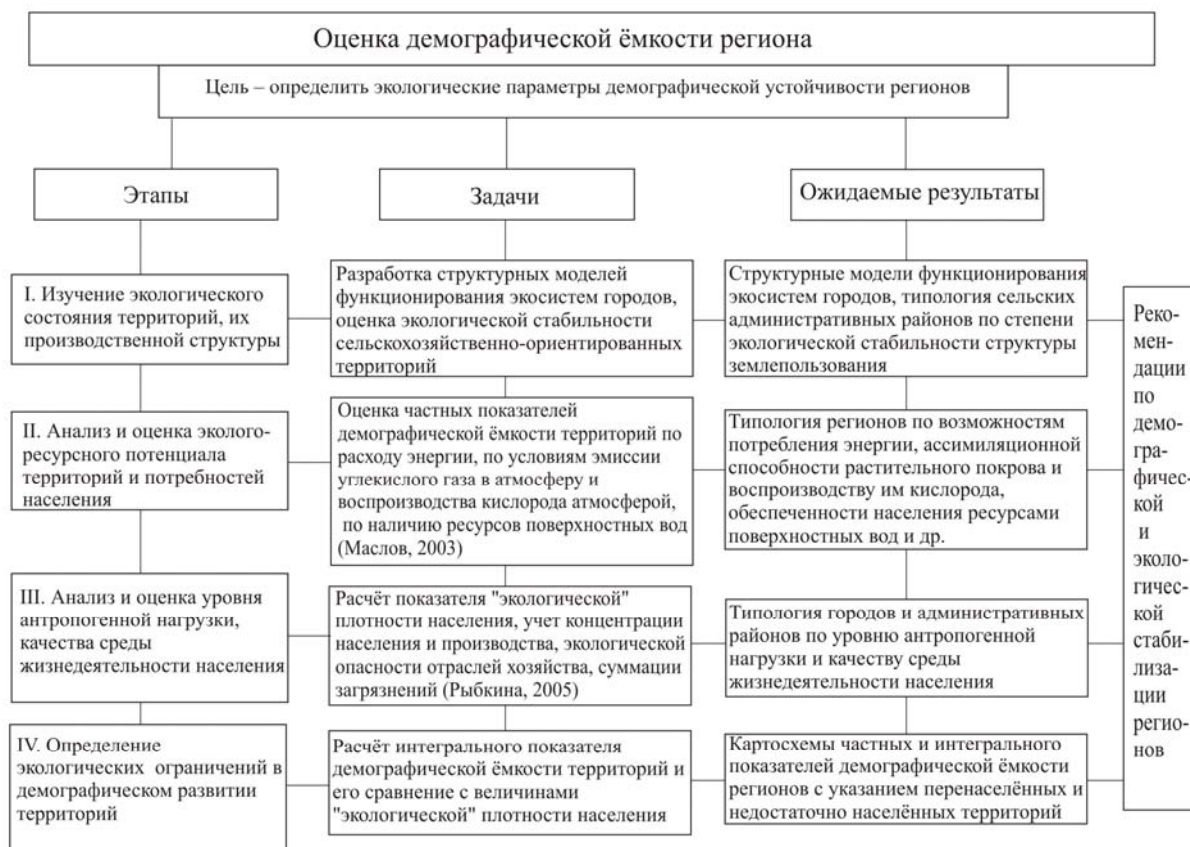 Оценка демографической ёмкости региона
Цель – определить экологические параметры демографической устойчивости регионов
Этапы
Задачи
Ожидаемые результаты
I. Изучение экологического
состояния территорий, их
производственной структуры
Разработка структурных моделей
функционирования экосистем городов,
оценка экологической стабильности
сельскохозяйственно-ориентированных
территорий
Структурные модели функционирования
экосистем городов, типология сельских
административных районов по степени
экологической стабильности структуры
землепользования
II. Анализ и оценка эколого-
ресурсного потенциала
территорий и потребностей
населения
Оценка частных показателей
демографической ёмкости территорий по
расходу энергии, по условиям эмиссии
углекислого газа в атмосферу и
воспроизводства кислорода атмосферой,
по наличию ресурсов поверхностных вод
(Маслов, 2003)
Типология регионов по возможностям
потребления энергии, ассимиляционной
способности растительного покрова и
воспроизводству им кислорода,
обеспеченности населения ресурсами
поверхностных вод и др.
III. Анализ и оценка уровня
антропогенной нагрузки,
качества среды
жизнедеятельности населения
Расчёт показателя "экологической"
плотности населения, учет концентрации
населения и производства, экологической
опасности отраслей хозяйства, суммации
загрязнений (Рыбкина, 2005)
Типология городов и административных
районов по уровню антропогенной
нагрузки и качеству среды
жизнедеятельности населения
IV. Определение
экологических ограничений в
демографическом развитии
территорий
Расчёт интегрального показателя
демографической ёмкости территорий и
его сравнение с величинами
"экологической" плотности населения
Картосхемы частных и интегрального
показателей демографической ёмкости
регионов с указанием перенаселённых и
недостаточно населённых территорий
Реко-
мен-
дации
по
демо-
гра-
фичес-
кой
и
эколо-
гичес-
кой
стаби-
лиза-
ции
регио-
нов